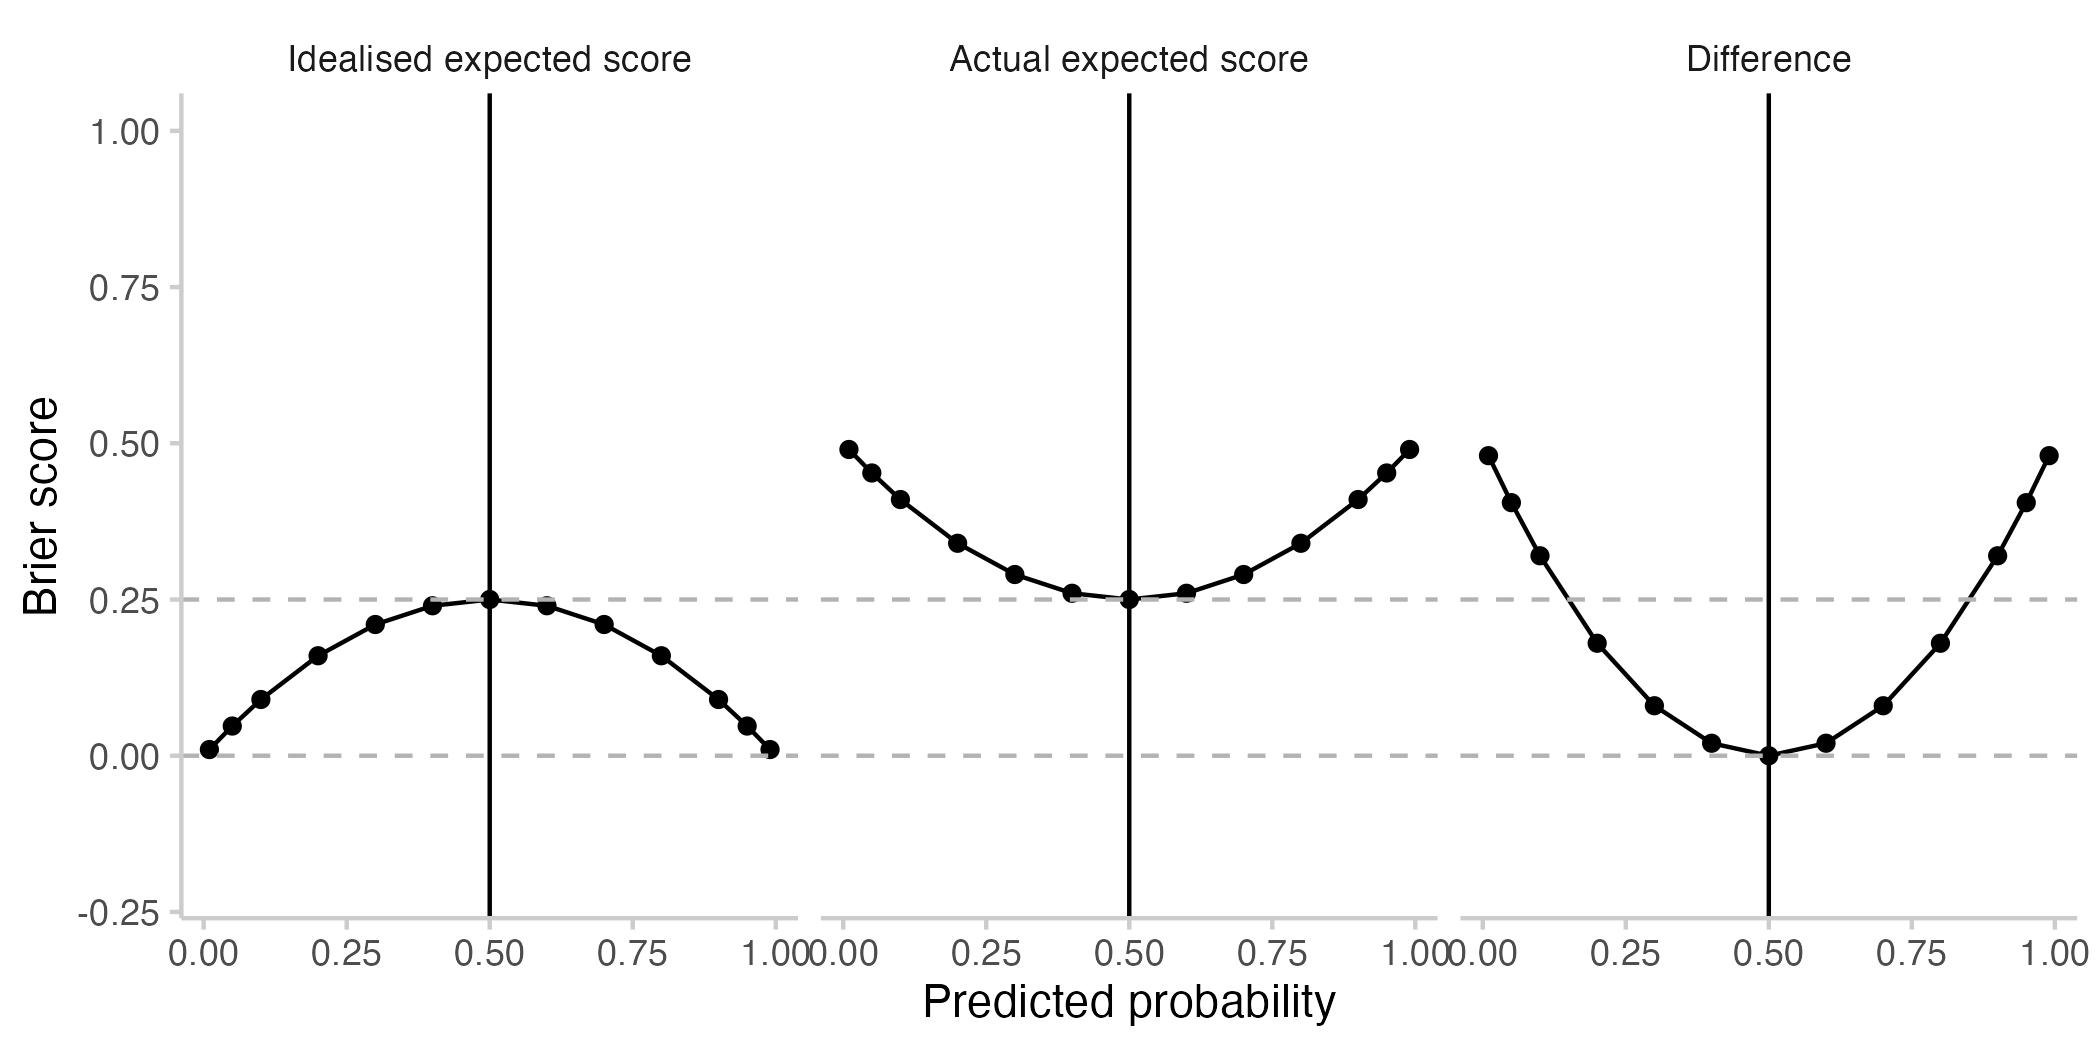 Idealised expected score
Actual expected score
Difference
1.00
0.75
0.50
0.25
0.00
-0.25
Brier score
0.00 0.25 0.50 0.75 1.00
0.00 0.25 0.50 0.75 1.00
0.00 0.25 0.50 0.75 1.00
Predicted probability